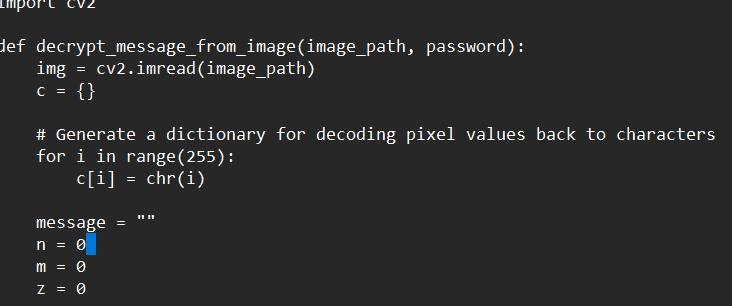 import cv2
def decrypt_message_from_image(image_path, password):
    img = cv2.imread(image_path)
    c = {}
    # Generate a dictionary for decoding pixel values back to characters
    for i in range(255):
        c[i] = chr(i)
    message = ""
    n = 0
    m = 0
    z = 0